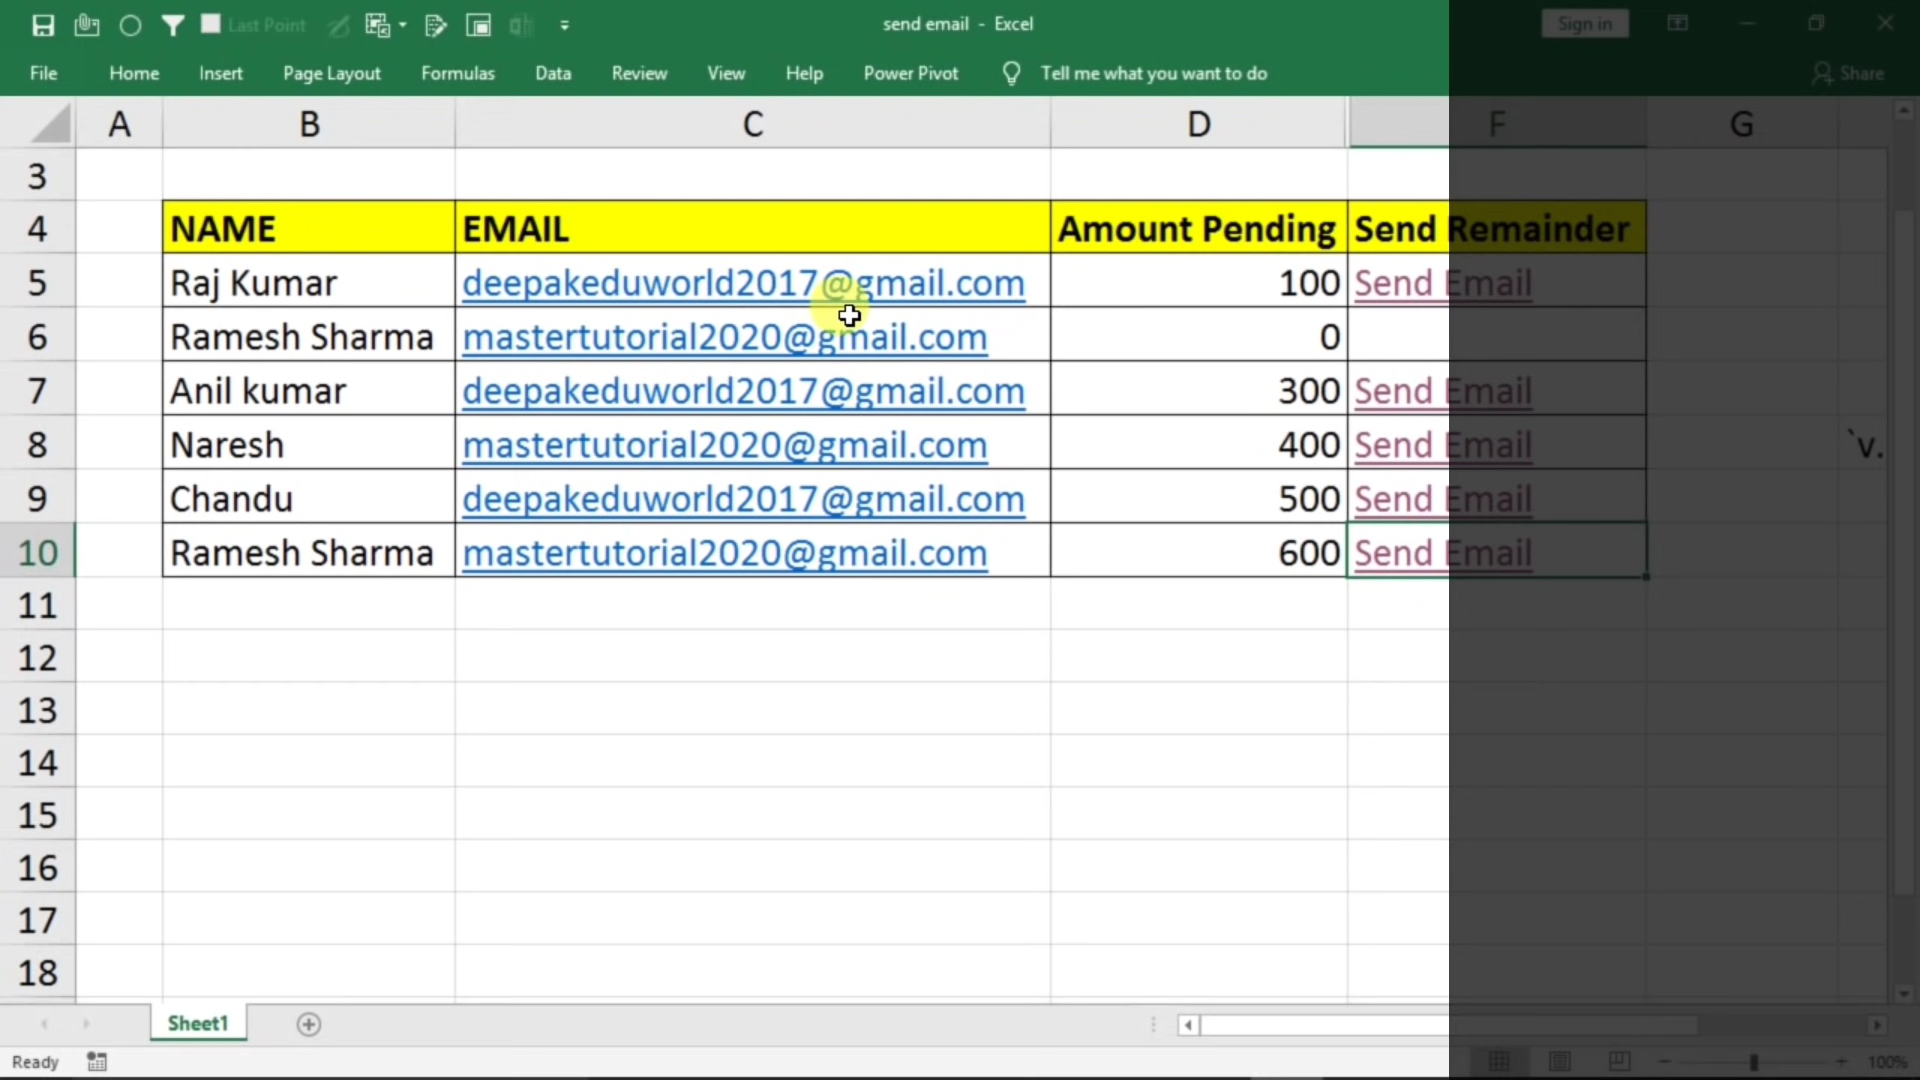 Last Point
send email - Excel
Sign in
File Home Insert Page Layout Formulas Data Review View Help Power Pivot Tell me what you want to do
Share
A B C D F G
3
4 NAME EMAIL Amount Pending Send Remainder
5 Raj Kumar deepakeduworld2017@gmail.com 100 Send Email
6 Ramesh Sharma mastertutorial2020@gmail.com 0
7 Anil kumar deepakeduworld2017@gmail.com 300 Send Email
8 Naresh mastertutorial2020@gmail.com 400 Send Email `v.
9 Chandu deepakeduworld2017@gmail.com 500 Send Email
10 Ramesh Sharma mastertutorial2020@gmail.com 600 Send Email
11
12
13
14
15
16
17
18
Sheet1
Ready
100%